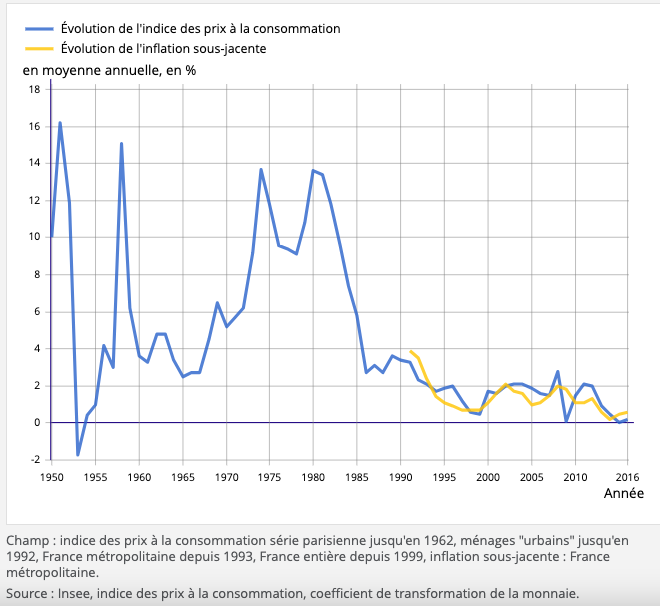 Évolution de l'indice des prix à la consommation
Évolution de l'inflation sous-jacente
en moyenne annuelle, en %
18
16
14
12
10
8
6
4
2
0
-2
1950 1955 1960 1965 1970 1975 1980 1985 1990 1995 2000 2005 2010 2016
Année
Champ : indice des prix à la consommation série parisienne jusqu'en 1962, ménages "urbains" jusqu'en
1992, France métropolitaine depuis 1993, France entière depuis 1999, inflation sous-jacente : France
métropolitaine.
Source : Insee, indice des prix à la consommation, coefficient de transformation de la monnaie.